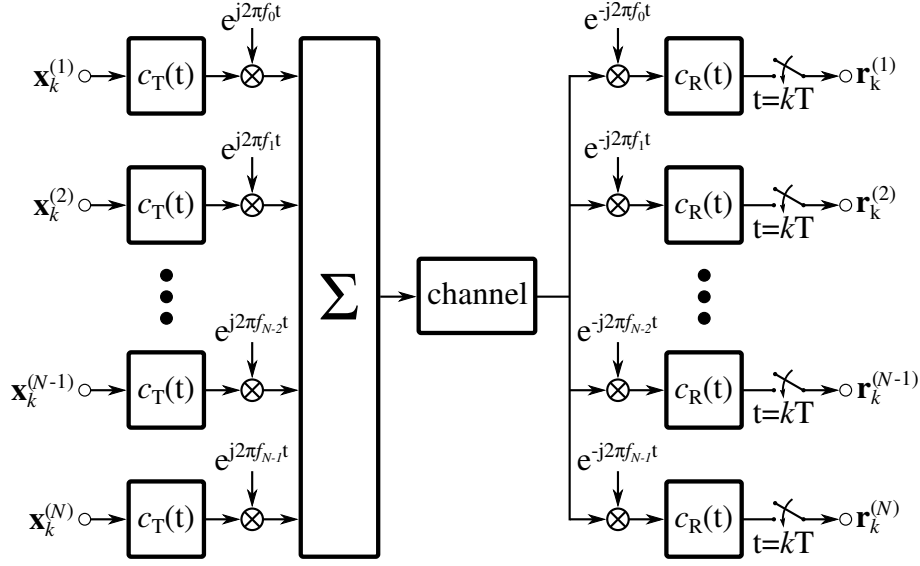 e^{j2πf_0t}
e^{-j2πf_0t}
x_k^{(1)} c_T(t) c_R(t) r_k^{(1)}
t=kT
e^{j2πf_1t}
e^{-j2πf_1t}
x_k^{(2)} c_T(t) c_R(t) r_k^{(2)}
t=kT
Σ channel
e^{j2πf_{N-2}t}
e^{-j2πf_{N-2}t}
x_k^{(N-1)} c_T(t) c_R(t) r_k^{(N-1)}
t=kT
e^{j2πf_{N-1}t}
e^{-j2πf_{N-1}t}
x_k^{(N)} c_T(t) c_R(t) r_k^{(N)}
t=kT